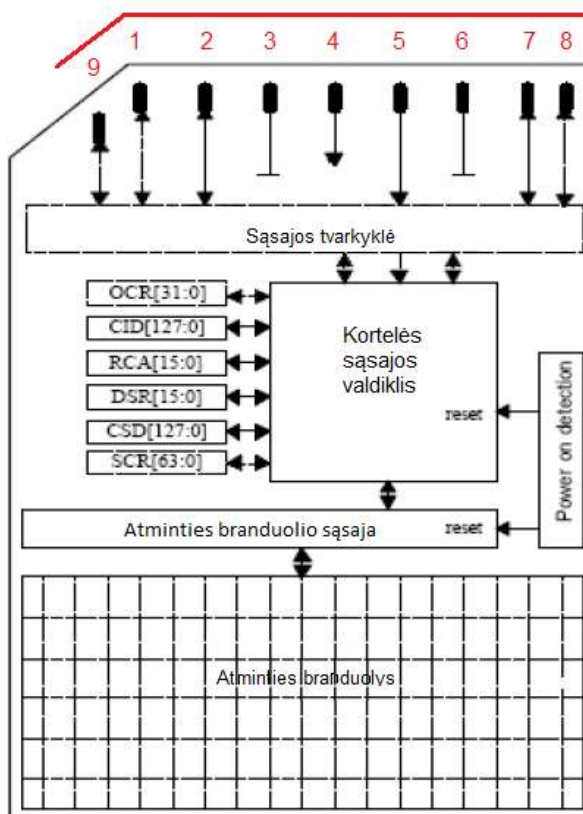 1 2 3 4 5 6 7 8
9
Sąsajos tvarkyklė
OCR[31:0]
CID[127:0]
RCA[15:0]
DSR[15:0]
CSD[127:0]
SCR[63:0]
Kortelės
sąsajos
valdiklis
reset
Power on detection
Atminties branduolio sąsaja
reset
Atminties branduolys